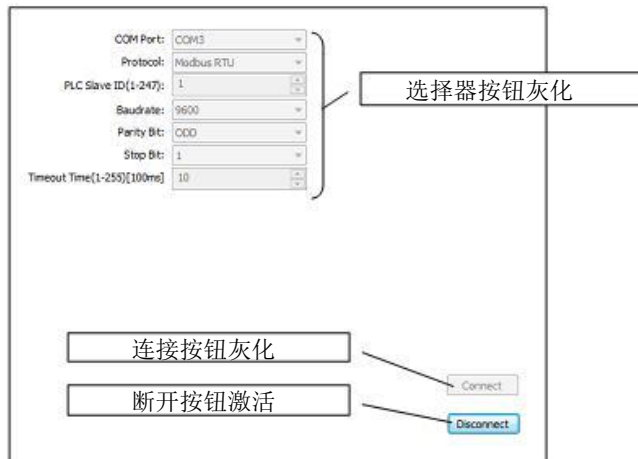 COM Port: COM3
Protocol: Modbus RTU
PLC Slave ID(1-247): 1
选择器按钮灰化
Baudrate: 9600
Parity Bit: ODD
Stop Bit: 1
Timeout Time(1-255)[100ms] 10
连接按钮灰化
Connect
断开按钮激活
Disconnect